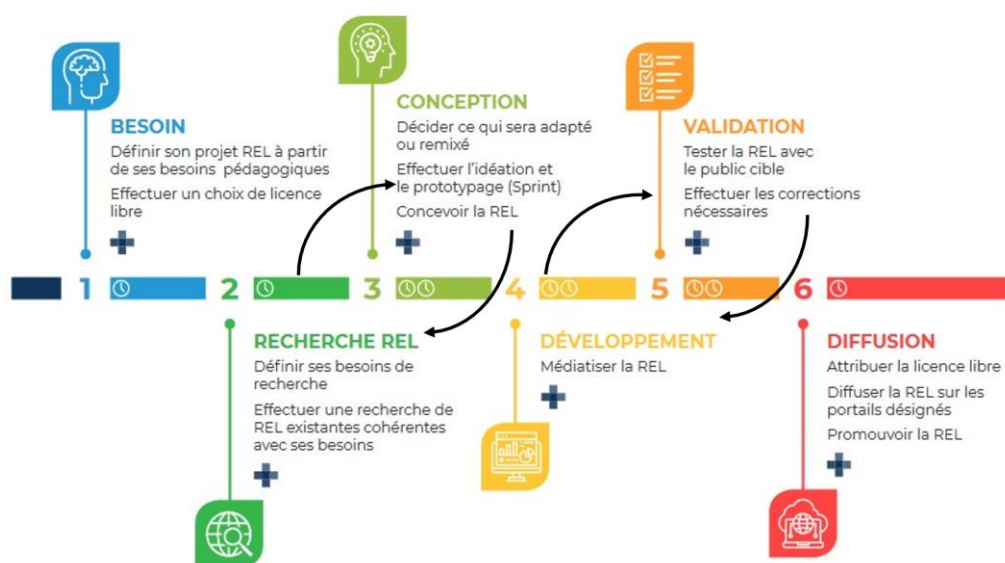 BESOIN
Définir son projet REL à partir
de ses besoins pédagogiques
Effectuer un choix de licence
libre
CONCEPTION
Décider ce qui sera adapté
ou remixé
Effectuer l'idéation et
le prototypage (Sprint)
Concevoir la REL
VALIDATION
Tester la REL avec
le public cible
Effectuer les corrections
nécessaires
1
2
3
4
5
6
RECHERCHE REL
Définir ses besoins de
recherche
Effectuer une recherche de
REL existantes cohérentes
avec ses besoins
DÉVELOPPEMENT
Médiatiser la REL
DIFFUSION
Attribuer la licence libre
Diffuser la REL sur les
portails désignés
Promouvoir la REL